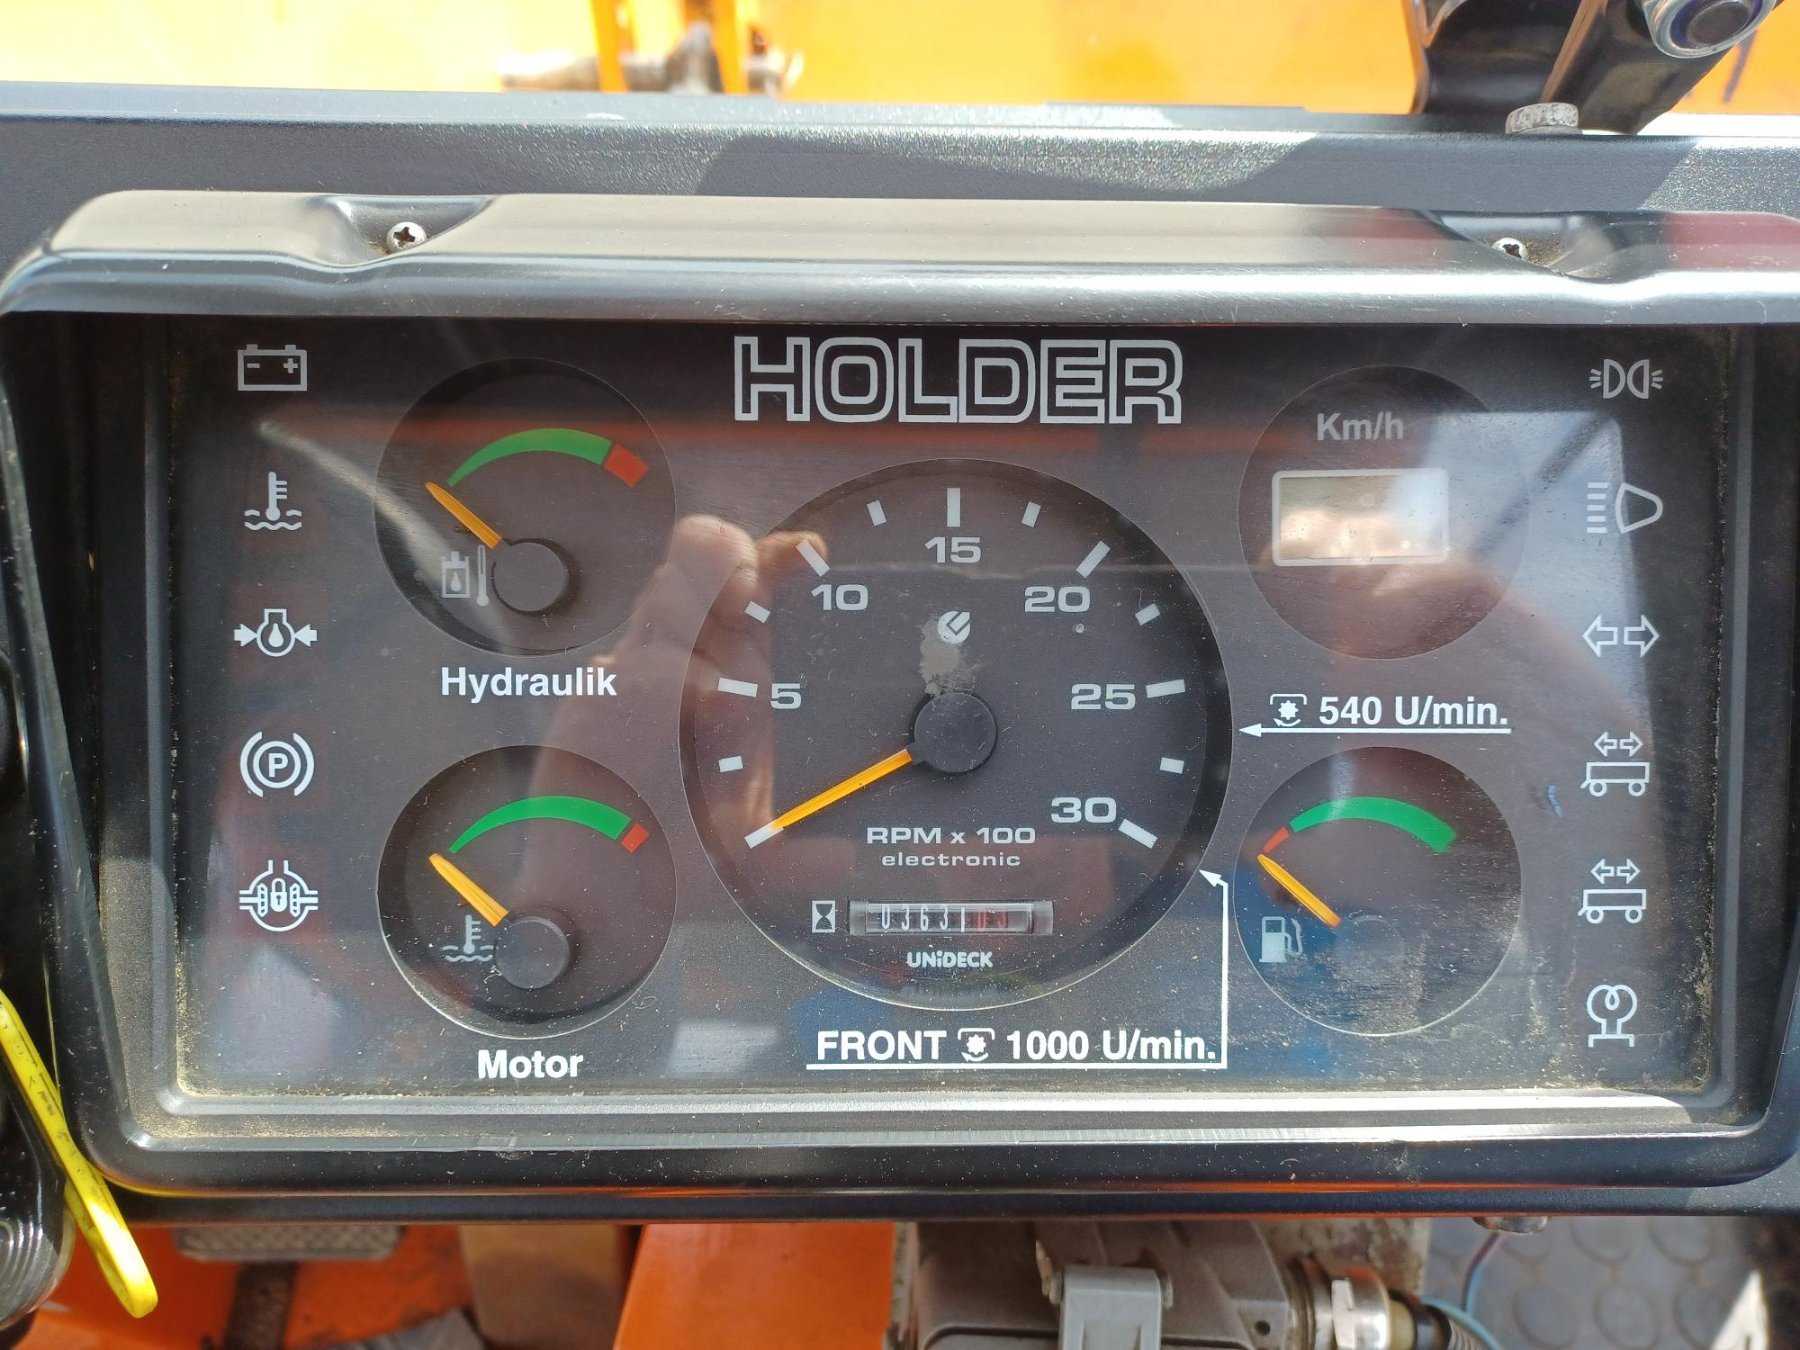 HOLDER
Km/h
15
10
20
5
25
30
Hydraulik
540 U/min.
RPM x 100
electronic
P
UNiDECK
FRONT 1000 U/min.
Motor